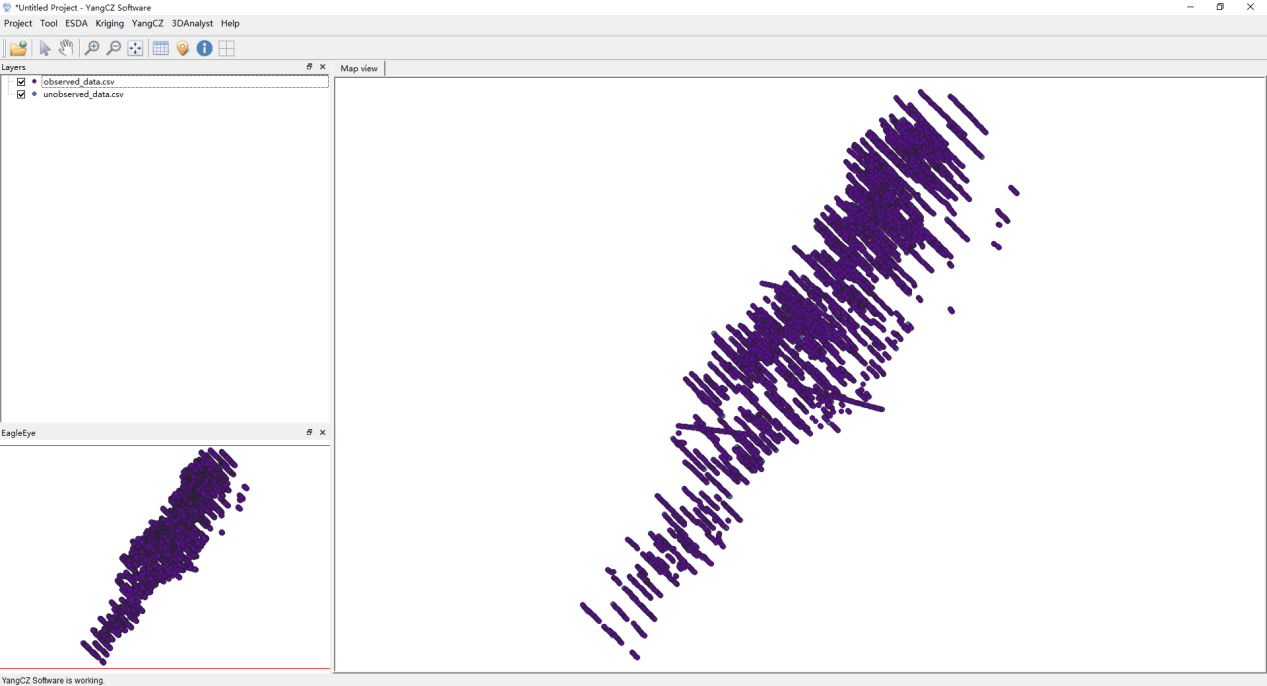 *Untitled Project - YangCZ Software
Project Tool ESDA Kriging YangCZ 3DAnalyst Help
Layers
Map view
observed_data.csv
unobserved_data.csv
EagleEye
YangCZ Software is working.